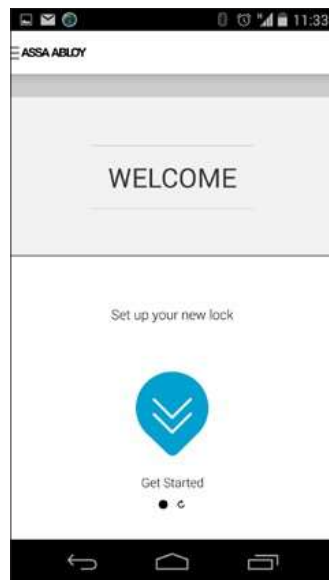 11:33
ASSA ABLOY
WELCOME
Set up your new lock
Get Started